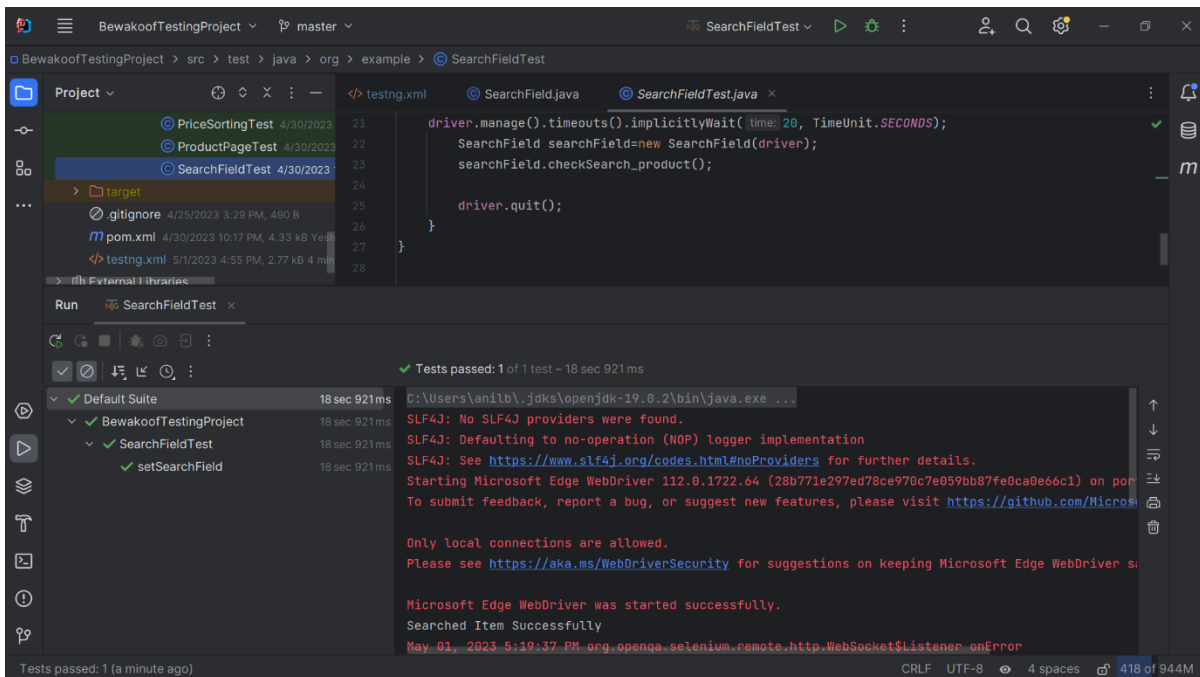 BewakoofTestingProject master SearchFieldTest
BewakoofTestingProject > src > test > java > org > example > SearchFieldTest
Project
PriceSortingTest 4/30/2023
ProductPageTest 4/30/2023
SearchFieldTest 4/30/2023
target
.gitignore 4/25/2023 3:29 PM, 490 B
pom.xml 4/30/2023 10:17 PM, 4.33 kB Yest
testng.xml 5/1/2023 4:55 PM, 2.77 kB 4 min
External Libraries
testng.xml SearchField.java SearchFieldTest.java
21 driver.manage().timeouts().implicitlyWait( time: 20, TimeUnit.SECONDS);
22 SearchField searchField=new SearchField(driver);
23 searchField.checkSearch_product();
24
25 driver.quit();
26 }
27 }
28
Run SearchFieldTest
Tests passed: 1 of 1 test – 18 sec 921 ms
Default Suite 18 sec 921 ms
BewakoofTestingProject 18 sec 921 ms
SearchFieldTest 18 sec 921 ms
setSearchField 18 sec 921 ms
C:\Users\anilb\.jdks\openjdk-19.0.2\bin\java.exe ...
SLF4J: No SLF4J providers were found.
SLF4J: Defaulting to no-operation (NOP) logger implementation
SLF4J: See https://www.slf4j.org/codes.html#noProviders for further details.
Starting Microsoft Edge WebDriver 112.0.1722.64 (28b771e297ed78ce970c7e059bb87fe0ca0e66c1) on por
To submit feedback, report a bug, or suggest new features, please visit https://github.com/Micros
Only local connections are allowed.
Please see https://aka.ms/WebDriverSecurity for suggestions on keeping Microsoft Edge WebDriver sa
Microsoft Edge WebDriver was started successfully.
Searched Item Successfully
May 01, 2023 5:19:37 PM org.openqa.selenium.remote.http.WebSocket$Listener onError
Tests passed: 1 (a minute ago) CRLF UTF-8 4 spaces 418 of 944M